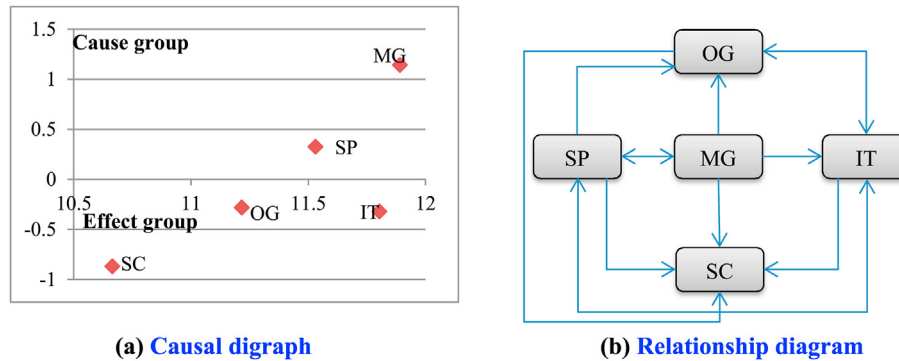 1.5
Cause group
MG
1
0.5
SP
0
10.5 11 11.5 12
Effect group
OG
IT
-0.5
SC
-1
(a) Causal digraph
OG
SP MG IT
SC
(b) Relationship diagram